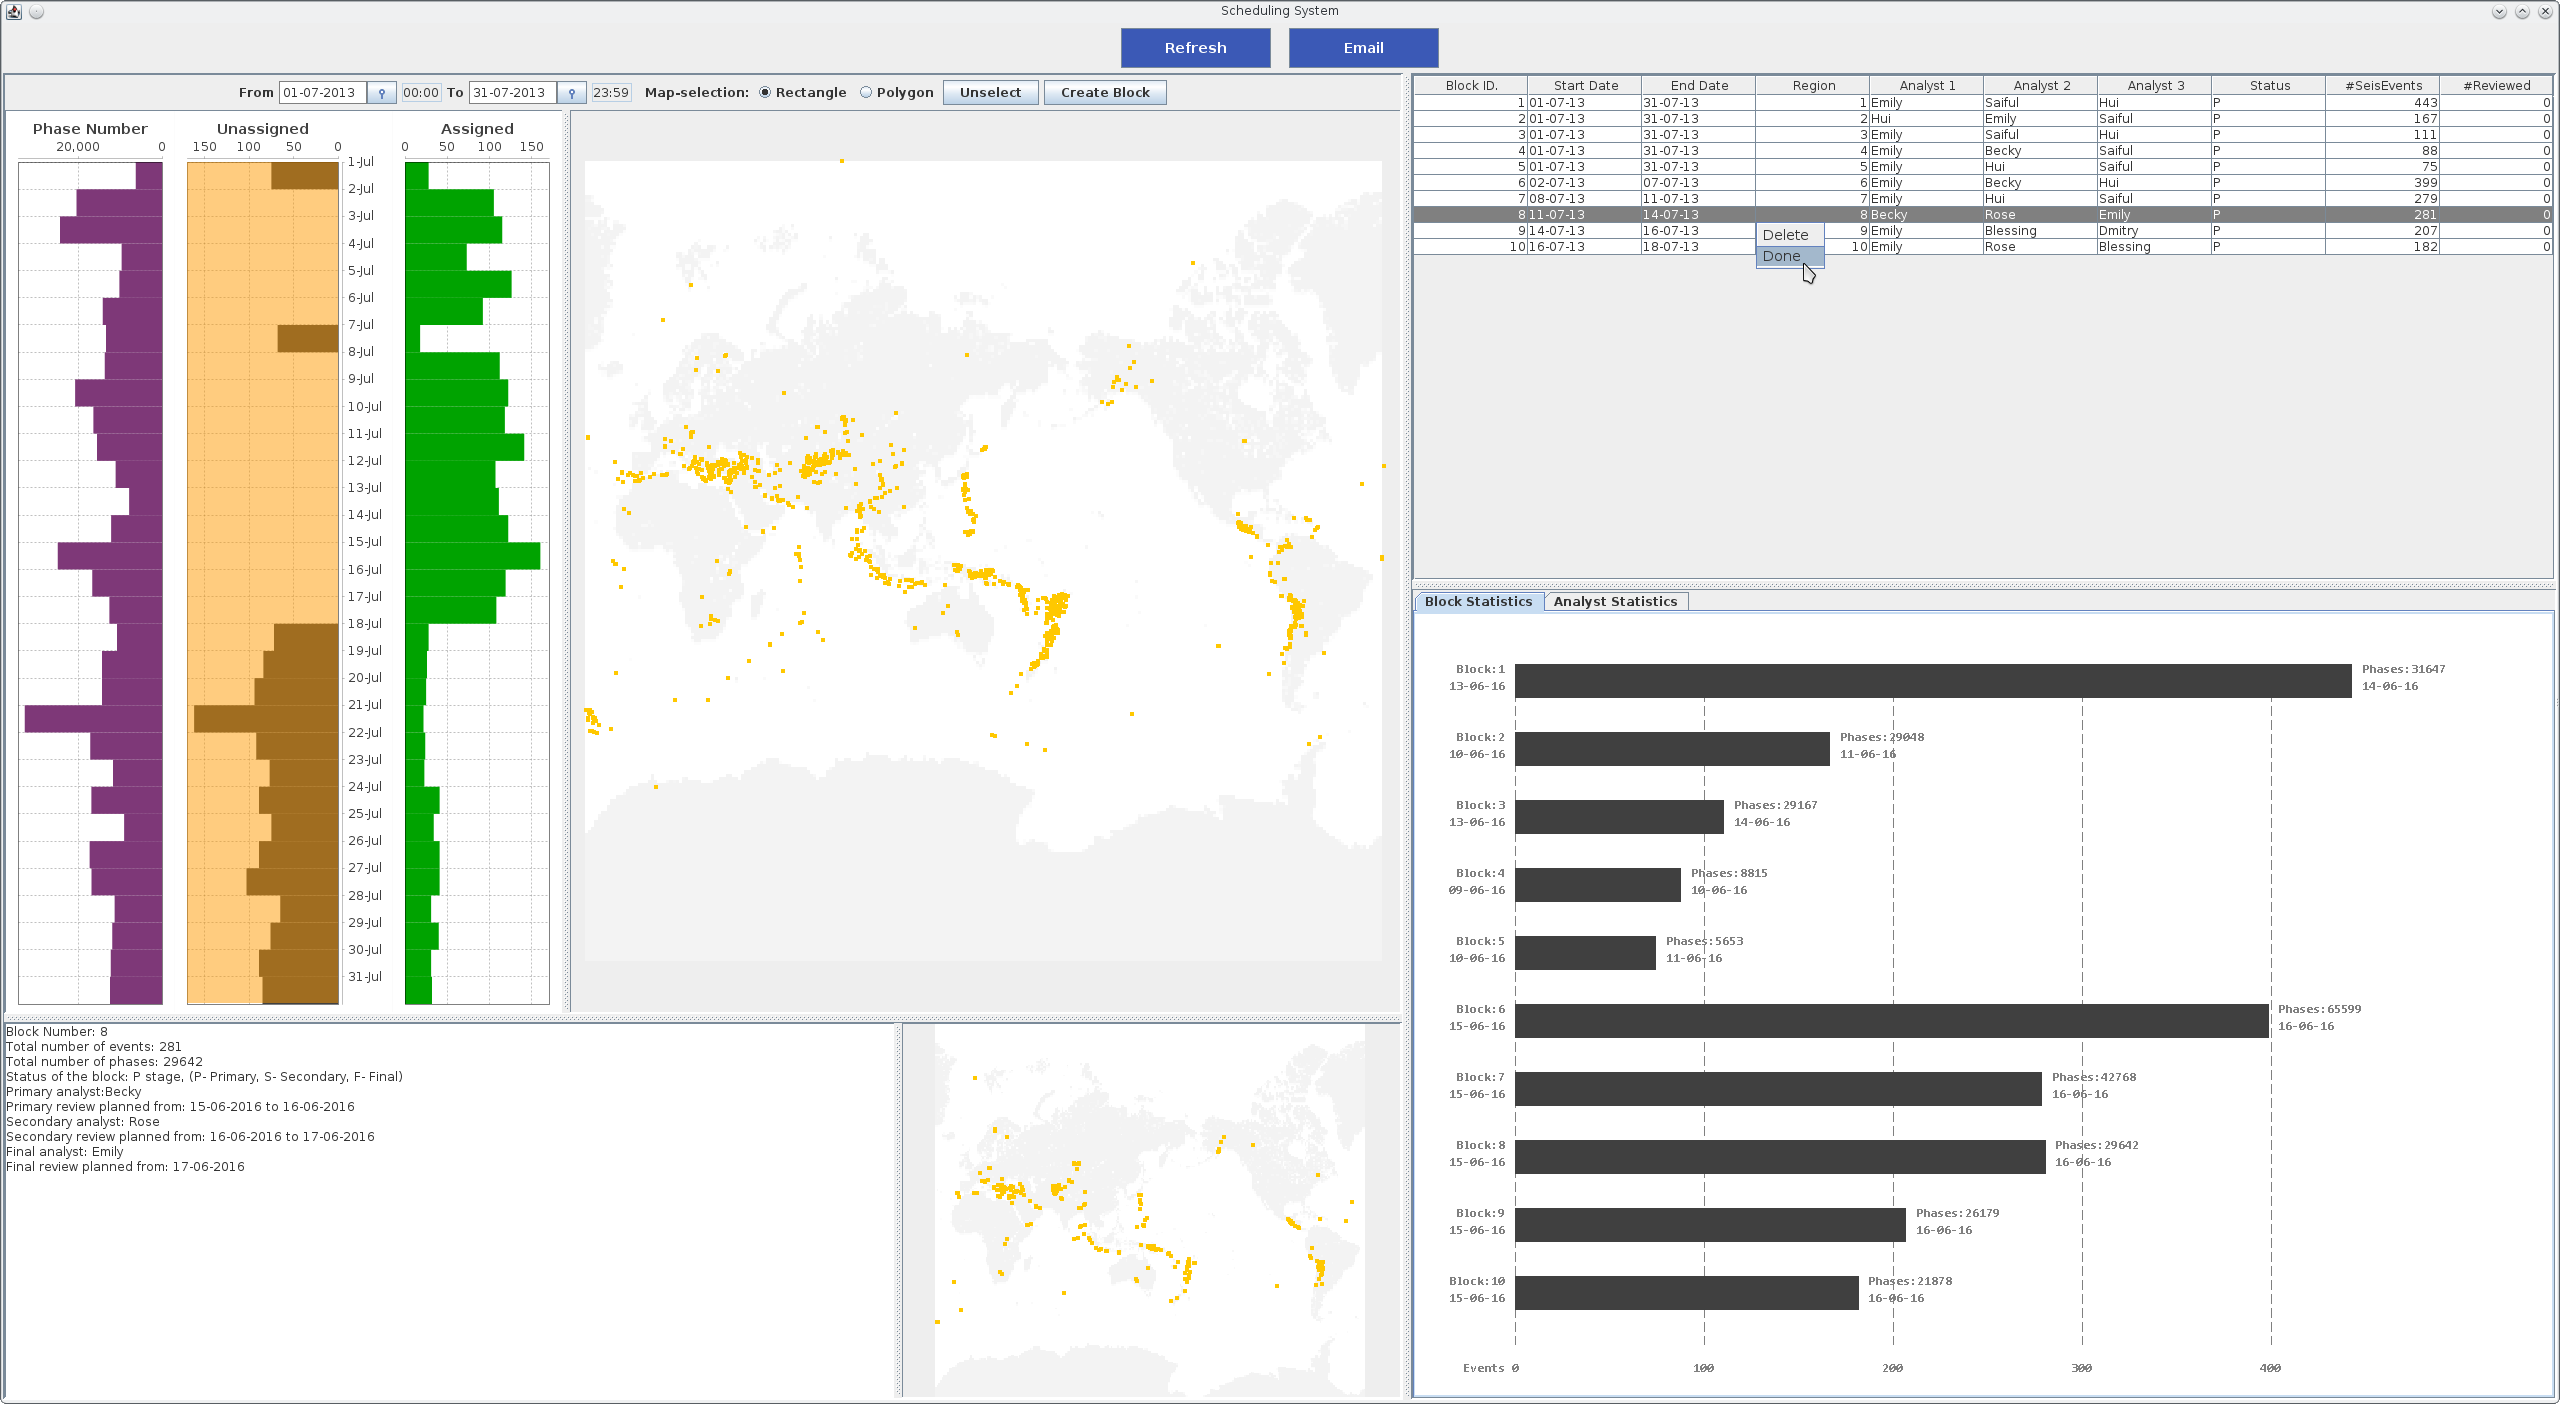 Scheduling System
Refresh Email
From 01-07-2013 00:00 To 31-07-2013 23:59 Map-selection: Rectangle Polygon Unselect Create Block
Phase Number Unassigned Assigned
20,000 0 150 100 50 0 0 50 100 150
1-Jul
2-Jul
3-Jul
4-Jul
5-Jul
6-Jul
7-Jul
8-Jul
9-Jul
10-Jul
11-Jul
12-Jul
13-Jul
14-Jul
15-Jul
16-Jul
17-Jul
18-Jul
19-Jul
20-Jul
21-Jul
22-Jul
23-Jul
24-Jul
25-Jul
26-Jul
27-Jul
28-Jul
29-Jul
30-Jul
31-Jul
Block Number: 8
Total number of events: 281
Total number of phases: 29642
Status of the block: P stage, (P- Primary, S- Secondary, F- Final)
Primary analyst:Becky
Primary review planned from: 15-06-2016 to 16-06-2016
Secondary analyst: Rose
Secondary review planned from: 16-06-2016 to 17-06-2016
Final analyst: Emily
Final review planned from: 17-06-2016
Block ID. Start Date End Date Region Analyst 1 Analyst 2 Analyst 3 Status #SeisEvents #Reviewed
1 01-07-13 31-07-13 1 Emily Saiful Hui P 443 0
2 01-07-13 31-07-13 2 Hui Emily Saiful P 167 0
3 01-07-13 31-07-13 3 Emily Saiful Hui P 111 0
4 01-07-13 31-07-13 4 Emily Becky Saiful P 88 0
5 01-07-13 31-07-13 5 Emily Hui Saiful P 75 0
6 02-07-13 07-07-13 6 Emily Becky Hui P 399 0
7 08-07-13 11-07-13 7 Emily Hui Saiful P 279 0
8 11-07-13 14-07-13 8 Becky Rose Emily P 281 0
9 14-07-13 16-07-13 9 Emily Blessing Dmitry P 207 0
10 16-07-13 18-07-13 10 Emily Rose Blessing P 182 0
Delete
Done
Block Statistics Analyst Statistics
Block:1 Phases:31647
13-06-16 14-06-16
Block:2 Phases:29048
10-06-16 11-06-16
Block:3 Phases:29167
13-06-16 14-06-16
Block:4 Phases:8815
09-06-16 10-06-16
Block:5 Phases:5653
10-06-16 11-06-16
Block:6 Phases:65599
15-06-16 16-06-16
Block:7 Phases:42768
15-06-16 16-06-16
Block:8 Phases:29642
15-06-16 16-06-16
Block:9 Phases:26179
15-06-16 16-06-16
Block:10 Phases:21878
15-06-16 16-06-16
Events 0 100 200 300 400